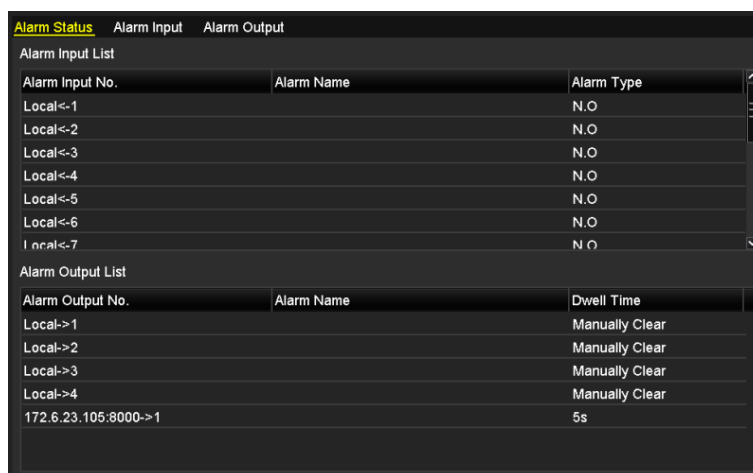 Alarm Status Alarm Input Alarm Output
Alarm Input List
Alarm Input No. Alarm Name Alarm Type
Local<-1 N.O
Local<-2 N.O
Local<-3 N.O
Local<-4 N.O
Local<-5 N.O
Local<-6 N.O
Local<-7 N.O
Alarm Output List
Alarm Output No. Alarm Name Dwell Time
Local->1 Manually Clear
Local->2 Manually Clear
Local->3 Manually Clear
Local->4 Manually Clear
172.6.23.105:8000->1 5s